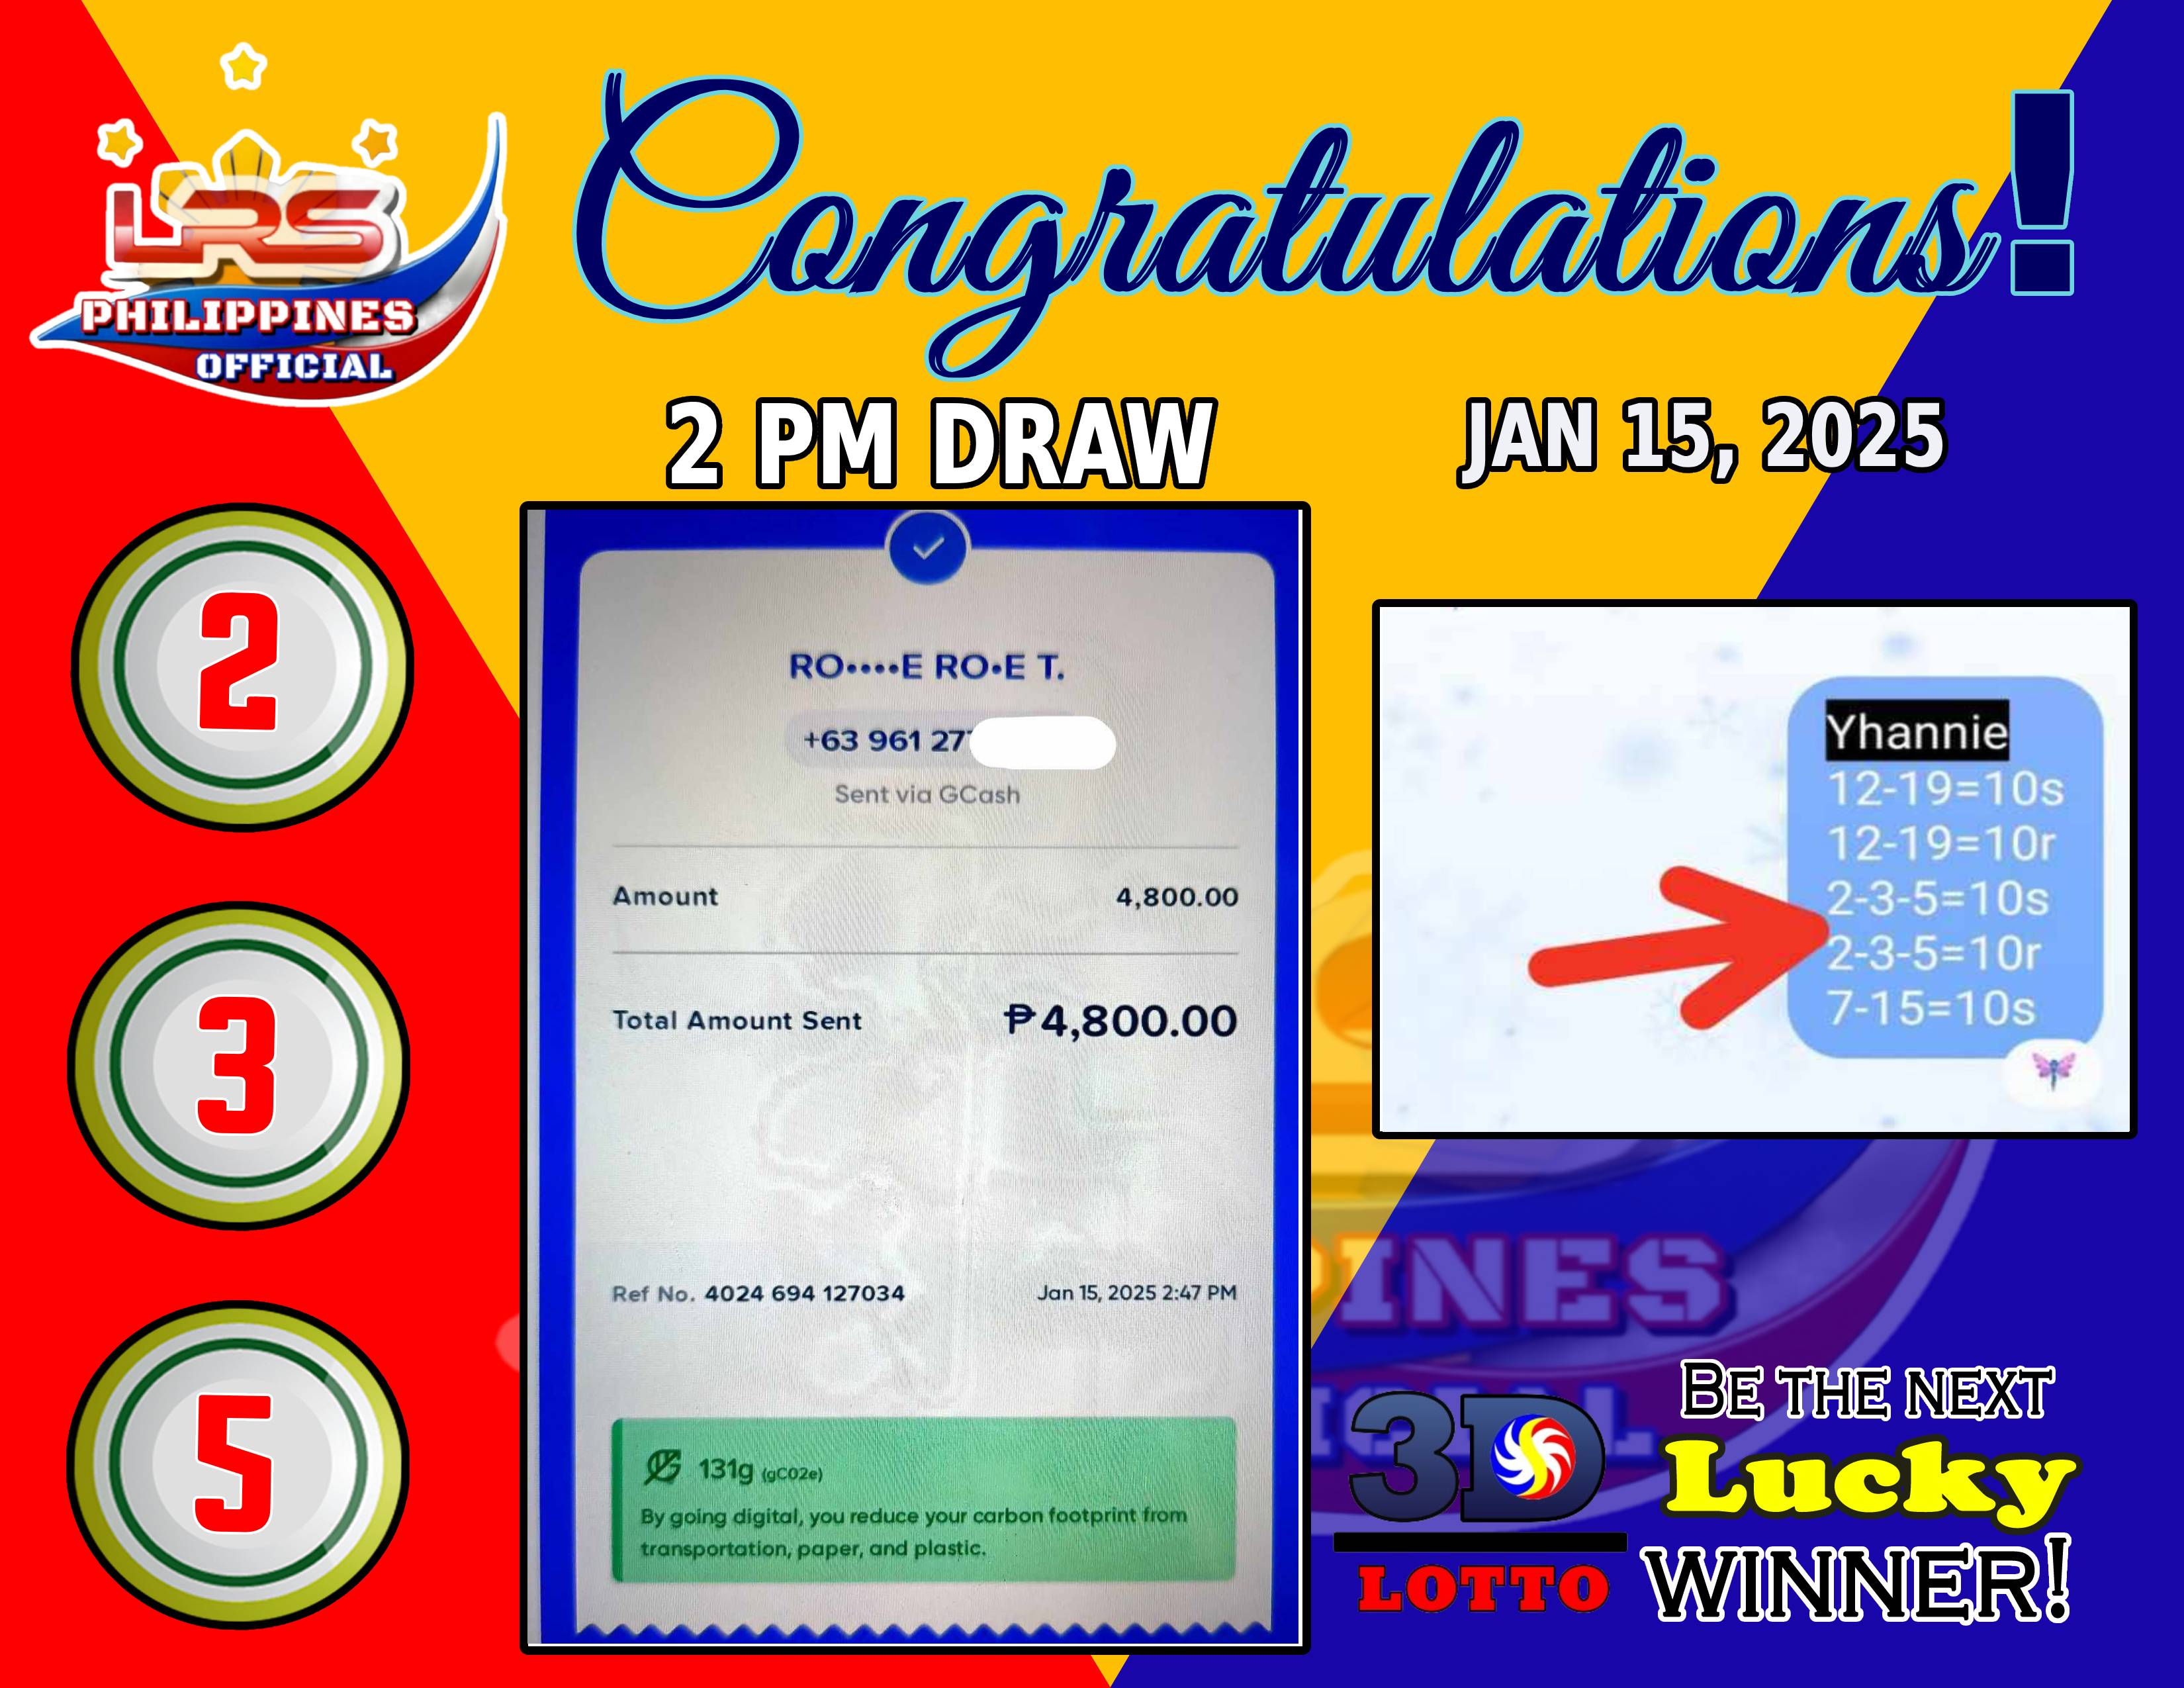 LRS
PHILIPPINES
OFFICIAL
Congratulations!
2 PM DRAW
JAN 15, 2025
2
3
5
RO••••E RO•E T.
+63 961 27
Sent via GCash
Amount 4,800.00
Total Amount Sent ₱4,800.00
Ref No. 4024 694 127034 Jan 15, 2025 2:47 PM
131g (gCO2e)
By going digital, you reduce your carbon footprint from
transportation, paper, and plastic.
Yhannie
12-19=10s
12-19=10r
2-3-5=10s
2-3-5=10r
7-15=10s
PINES
3D
LOTTO
BE THE NEXT
Lucky
WINNER!